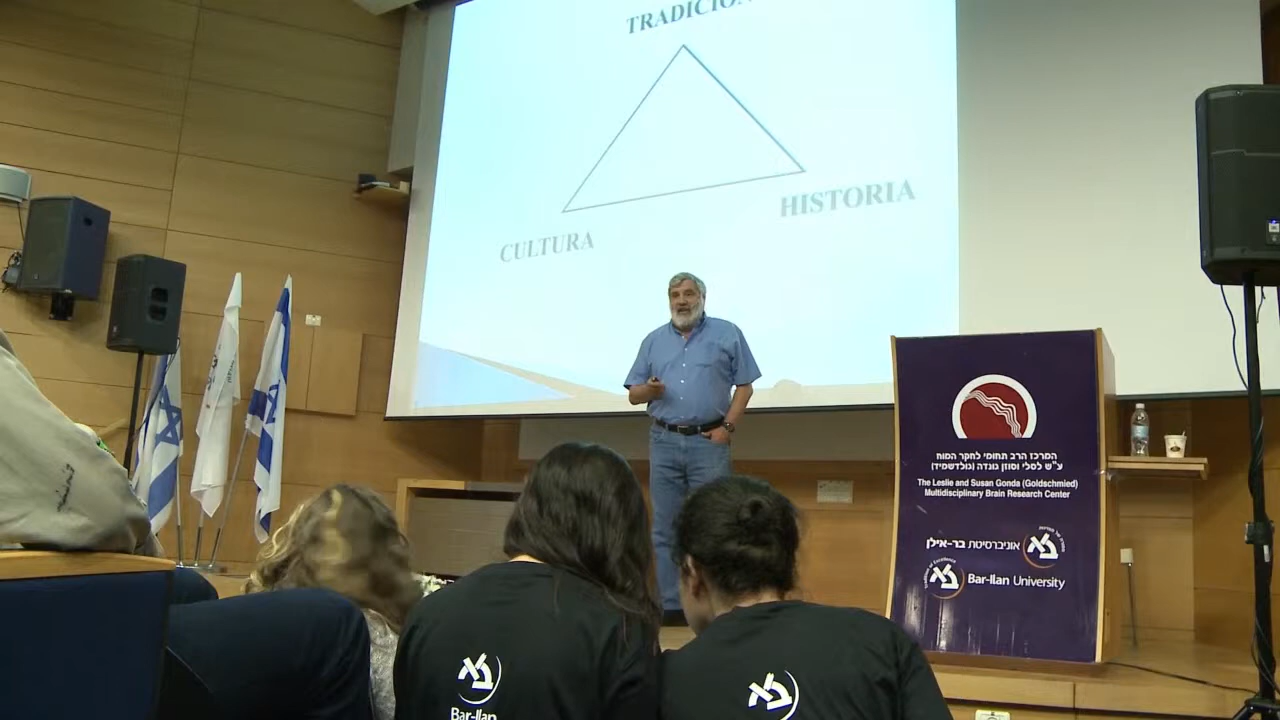 TRADICION
HISTORIA
CULTURA
המרכז הרב תחומי לחקר המוח
ע"ש לסלי וסוזן גונדה (גולדשמיד)
The Leslie and Susan Gonda (Goldschmied)
Multidisciplinary Brain Research Center
אוניברסיטת בר-אילן
Bar-Ilan University
Bar-Ilan